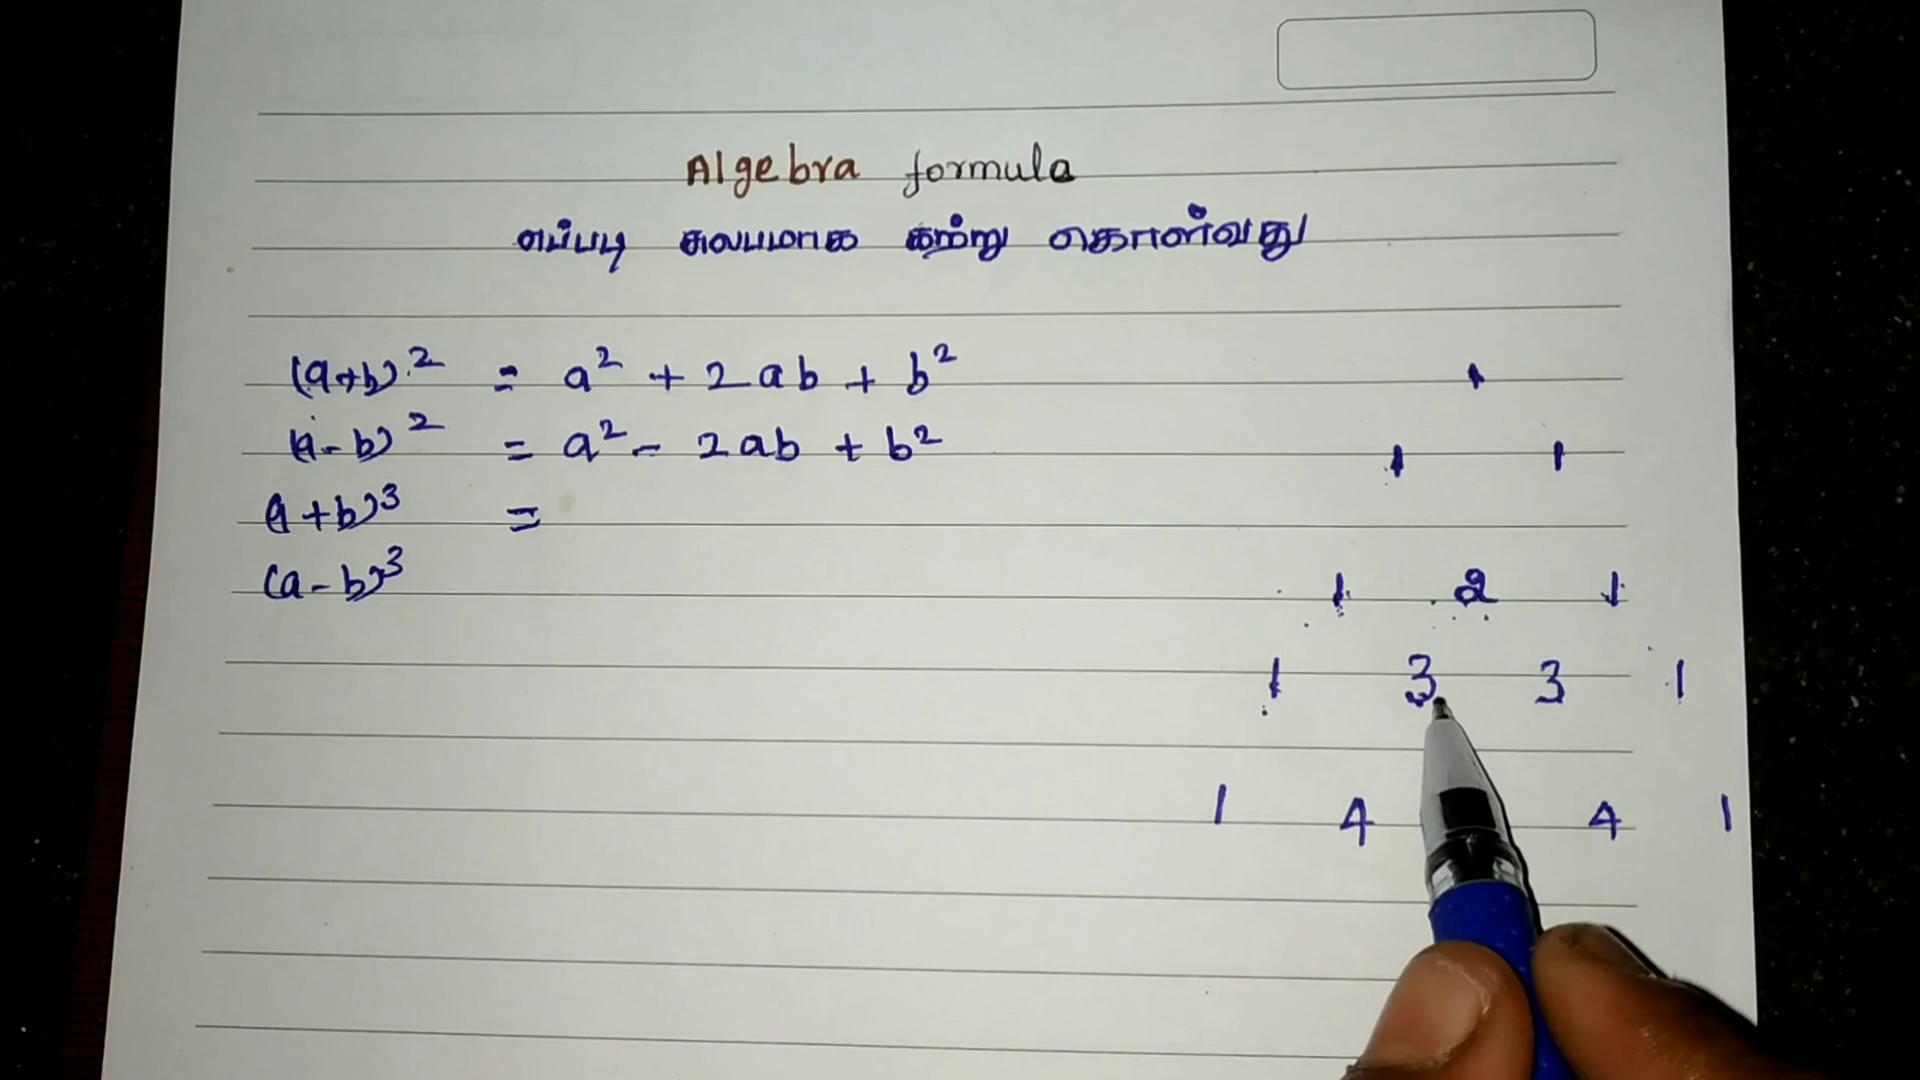 Algebra formula
எப்படி சுலபமாக கற்று கொள்வது
(a+b)² = a² + 2ab + b²
(a-b)² = a² - 2ab + b²
(a+b)³ =
(a-b)³
1
1 1
1 2 1
1 3 3 1
1 4 4 1